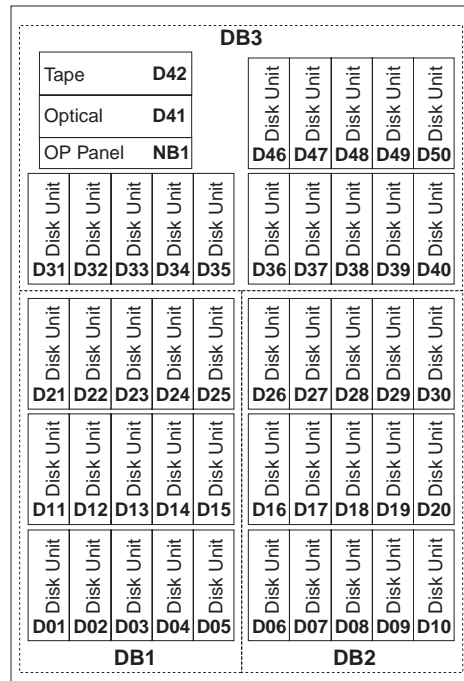 DB3
Tape D42
Optical D41
OP Panel NB1
Disk Unit Disk Unit Disk Unit Disk Unit Disk Unit
D46 D47 D48 D49 D50
Disk Unit Disk Unit Disk Unit Disk Unit Disk Unit Disk Unit Disk Unit Disk Unit Disk Unit Disk Unit
D31 D32 D33 D34 D35 D36 D37 D38 D39 D40
Disk Unit Disk Unit Disk Unit Disk Unit Disk Unit Disk Unit Disk Unit Disk Unit Disk Unit Disk Unit
D21 D22 D23 D24 D25 D26 D27 D28 D29 D30
Disk Unit Disk Unit Disk Unit Disk Unit Disk Unit Disk Unit Disk Unit Disk Unit Disk Unit Disk Unit
D11 D12 D13 D14 D15 D16 D17 D18 D19 D20
Disk Unit Disk Unit Disk Unit Disk Unit Disk Unit Disk Unit Disk Unit Disk Unit Disk Unit Disk Unit
D01 D02 D03 D04 D05 D06 D07 D08 D09 D10
DB1 DB2